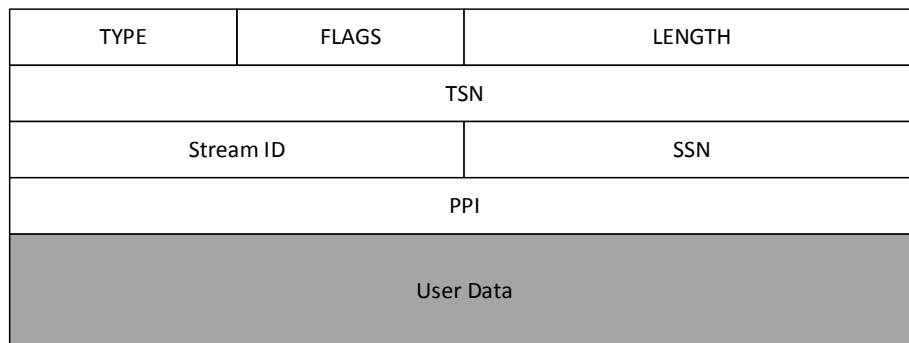 TYPE FLAGS LENGTH
TSN
Stream ID SSN
PPI
User Data